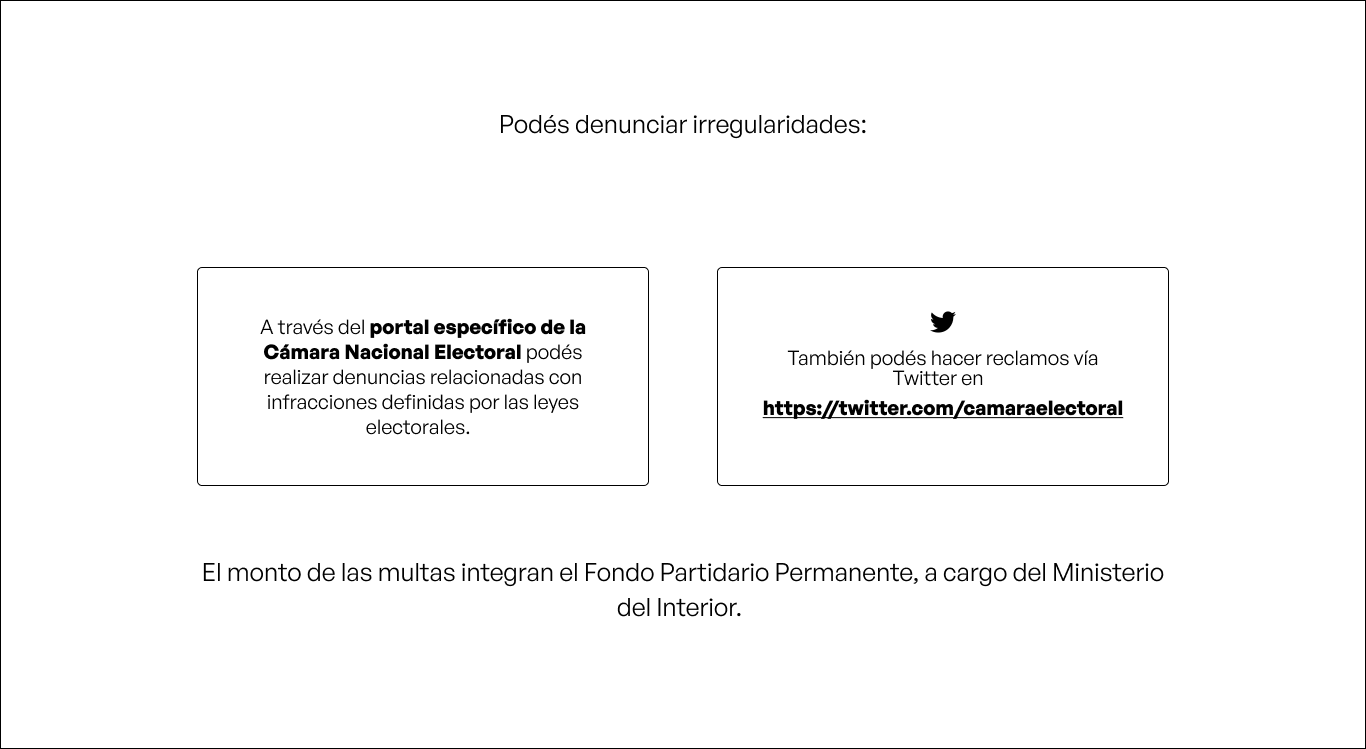 Podés denunciar irregularidades:
A través del portal específico de la
Cámara Nacional Electoral podés
realizar denuncias relacionadas con
infracciones definidas por las leyes
electorales.
También podés hacer reclamos vía
Twitter en
https://twitter.com/camaraelectoral
El monto de las multas integran el Fondo Partidario Permanente, a cargo del Ministerio
del Interior.